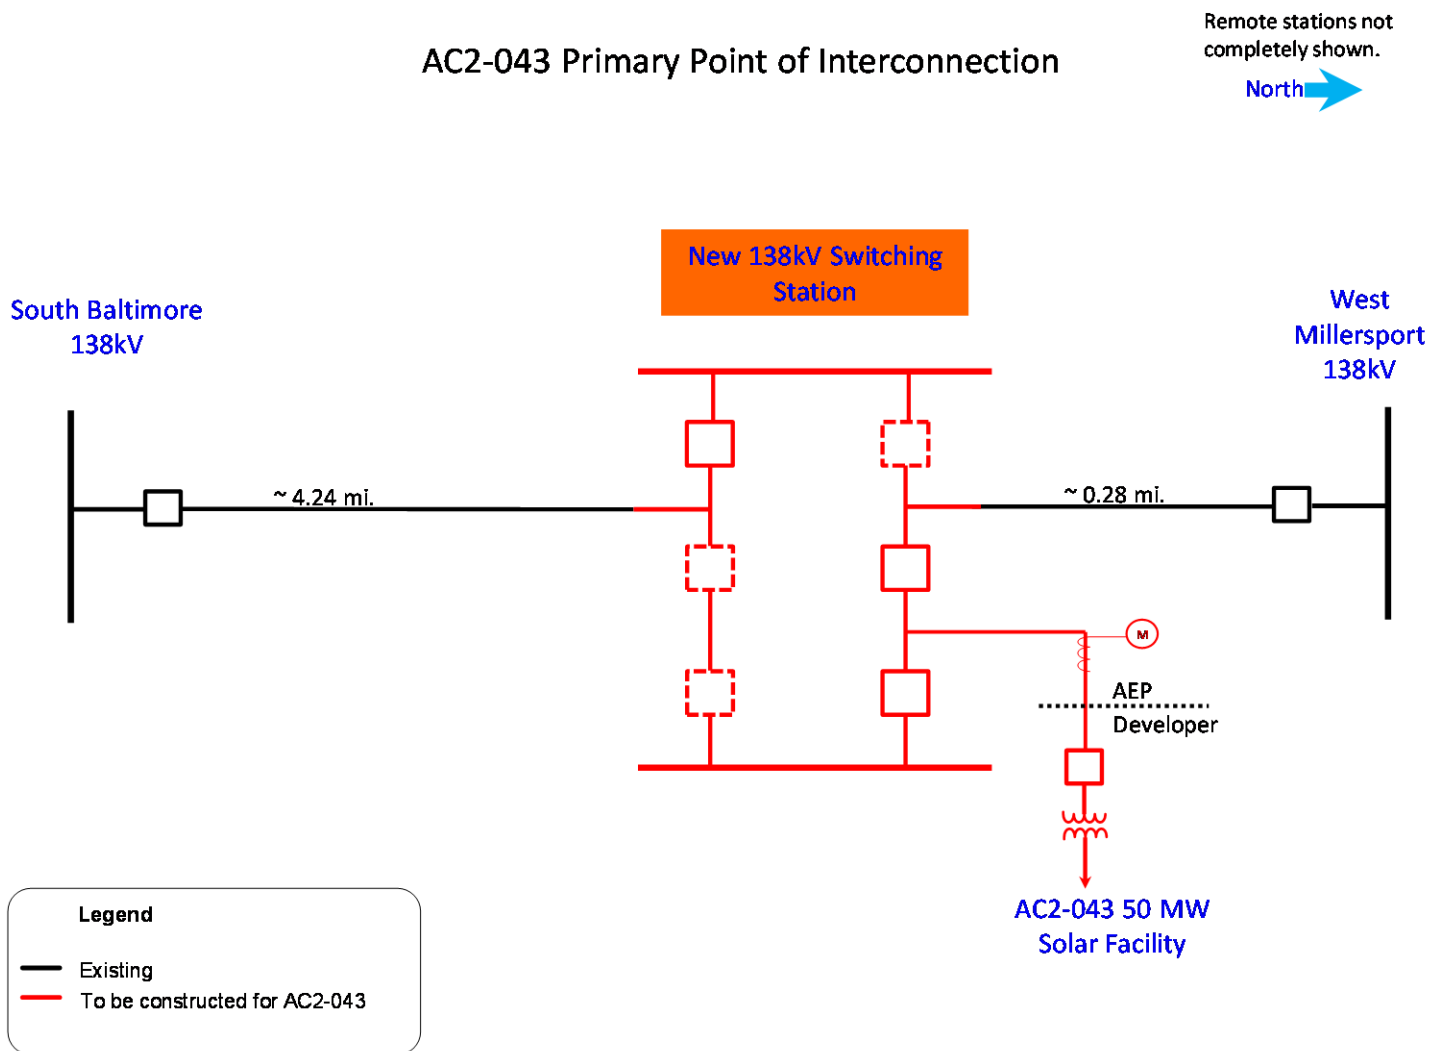 Remote stations not
completely shown.
AC2-043 Primary Point of Interconnection
North
New 138kV Switching
Station
South Baltimore
138kV
West
Millersport
138kV
~ 4.24 mi.
~ 0.28 mi.
M
AEP
Developer
AC2-043 50 MW
Solar Facility
Legend
Existing
To be constructed for AC2-043